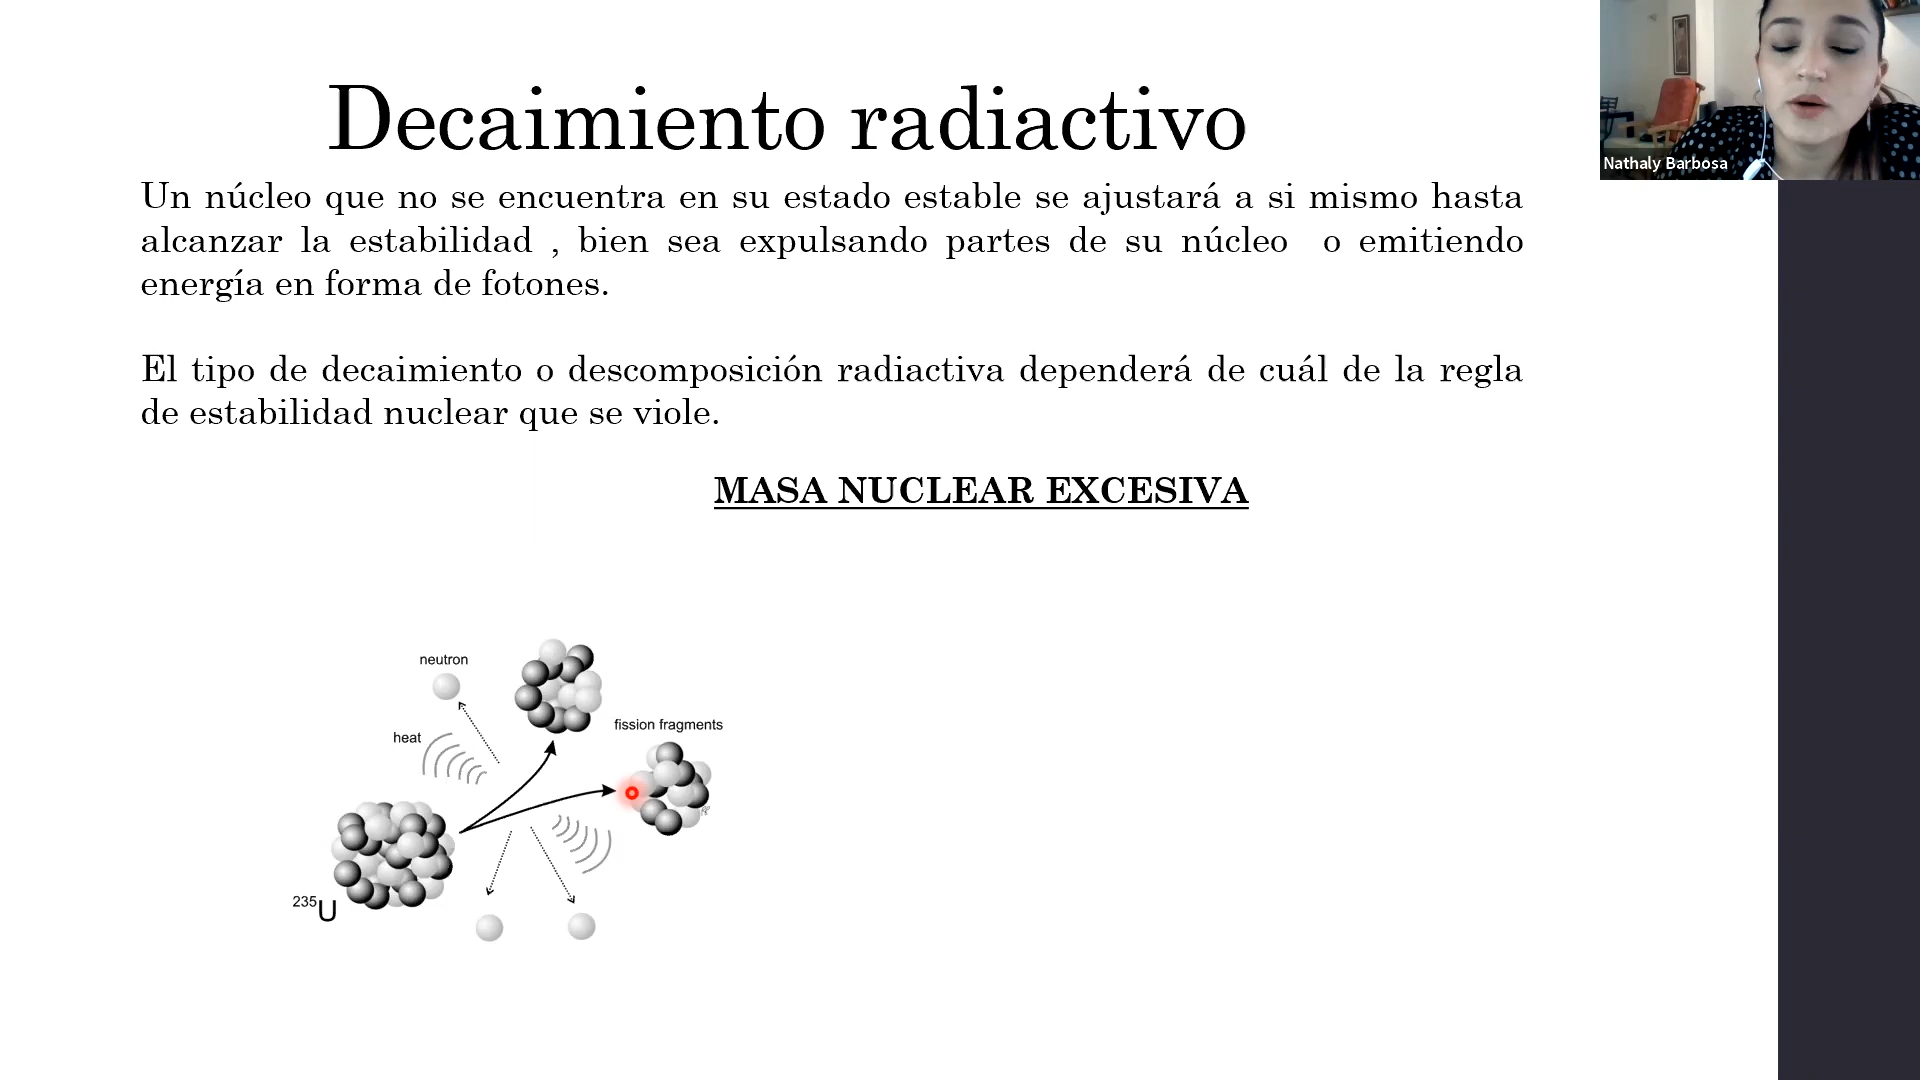 Decaimiento radiactivo
Nathaly Barbosa
Un núcleo que no se encuentra en su estado estable se ajustará a si mismo hasta
alcanzar la estabilidad , bien sea expulsando partes de su núcleo o emitiendo
energía en forma de fotones.
El tipo de decaimiento o descomposición radiactiva dependerá de cuál de la regla
de estabilidad nuclear que se viole.
MASA NUCLEAR EXCESIVA
neutron
heat
fission fragments
235U